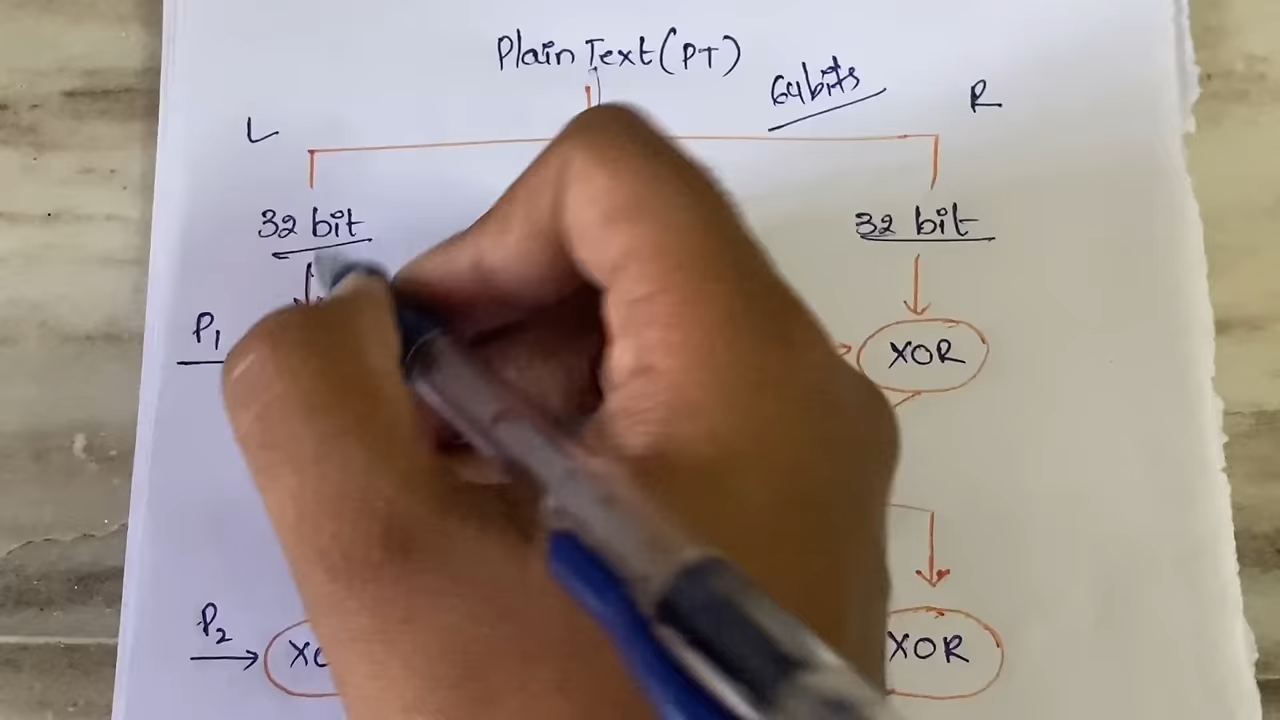 Plain Text (PT)
64bits
L R
32 bit 32 bit
P1
XOR
P2
XOR